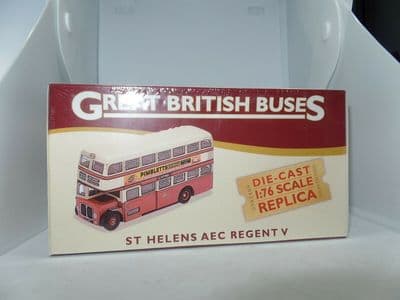 GREAT BRITISH BUSES
PIMBLETTS
DIE-CAST
1:76 SCALE
REPLICA
ST HELENS AEC REGENT V